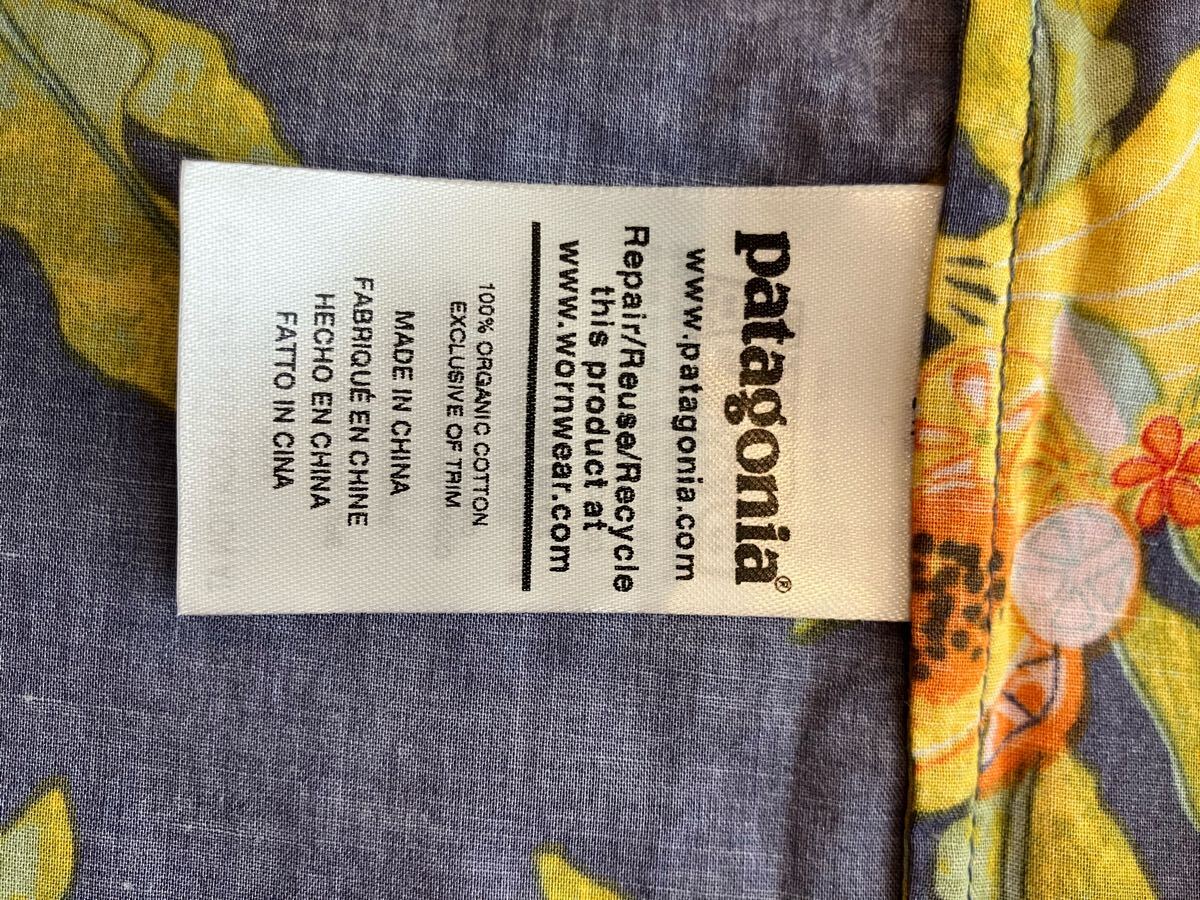 patagonia®
www.patagonia.com
Repair/Reuse/Recycle
this product at
www.wornwear.com
100% ORGANIC COTTON
EXCLUSIVE OF TRIM
MADE IN CHINA
FABRIQUÉ EN CHINE
HECHO EN CHINA
FATTO IN CINA